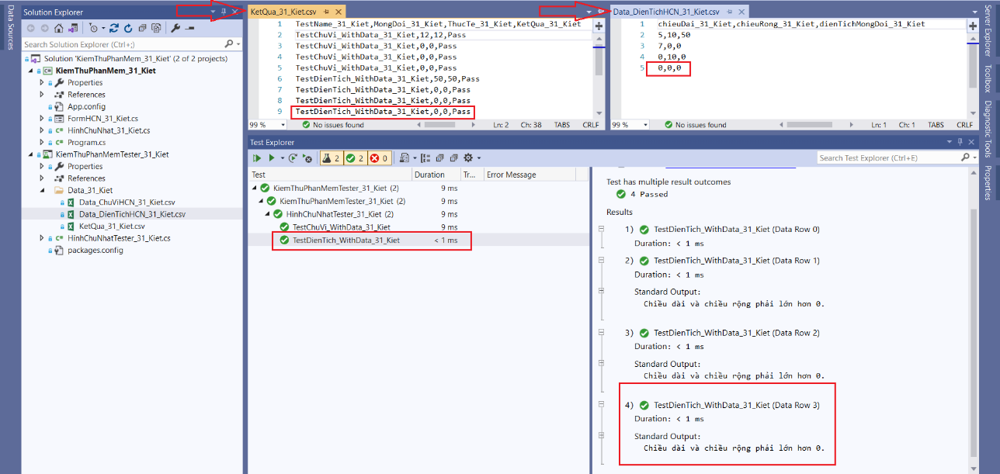 Data Sources
Solution Explorer
Search Solution Explorer (Ctrl+;)
Solution 'KiemThuPhanMem_31_Kiet' (2 of 2 projects)
KiemThuPhanMem_31_Kiet
Properties
References
App.config
FormHCN_31_Kiet.cs
HinhChuNhat_31_Kiet.cs
Program.cs
KiemThuPhanMemTester_31_Kiet
Properties
References
Data_31_Kiet
Data_ChuViHCN_31_Kiet.csv
Data_DienTichHCN_31_Kiet.csv
KetQua_31_Kiet.csv
HinhChuNhatTester_31_Kiet.cs
packages.config
KetQua_31_Kiet.csv
1 TestName_31_Kiet,MongDoi_31_Kiet,ThucTe_31_Kiet,KetQua_31_Kiet
2 TestChuVi_WithData_31_Kiet,12,12,Pass
3 TestChuVi_WithData_31_Kiet,0,0,Pass
4 TestChuVi_WithData_31_Kiet,0,0,Pass
5 TestChuVi_WithData_31_Kiet,0,0,Pass
6 TestDienTich_WithData_31_Kiet,50,50,Pass
7 TestDienTich_WithData_31_Kiet,0,0,Pass
8 TestDienTich_WithData_31_Kiet,0,0,Pass
9 TestDienTich_WithData_31_Kiet,0,0,Pass
99 % No issues found Ln: 2 Ch: 38 TABS CRLF
Data_DienTichHCN_31_Kiet.csv
1 chieuDai_31_Kiet,chieuRong_31_Kiet,dienTichMongDoi_31_Kiet
2 5,10,50
3 7,0,0
4 0,10,0
5 0,0,0
99 % No issues found Ln: 1 Ch: 1 TABS CRLF
Test Explorer
2 2 0
Search Test Explorer (Ctrl+E)
Test Duration Tr... Error Message
KiemThuPhanMemTester_31_Kiet (2) 9 ms
KiemThuPhanMemTester_31_Kiet (2) 9 ms
HinhChuNhatTester_31_Kiet (2) 9 ms
TestChuVi_WithData_31_Kiet 9 ms
TestDienTich_WithData_31_Kiet < 1 ms
Test has multiple result outcomes
4 Passed
Results
1) TestDienTich_WithData_31_Kiet (Data Row 0)
Duration: < 1 ms
2) TestDienTich_WithData_31_Kiet (Data Row 1)
Duration: < 1 ms
Standard Output:
Chiều dài và chiều rộng phải lớn hơn 0.
3) TestDienTich_WithData_31_Kiet (Data Row 2)
Duration: < 1 ms
Standard Output:
Chiều dài và chiều rộng phải lớn hơn 0.
4) TestDienTich_WithData_31_Kiet (Data Row 3)
Duration: < 1 ms
Standard Output:
Chiều dài và chiều rộng phải lớn hơn 0.
Server Explorer
Toolbox
Diagnostic Tools
Properties